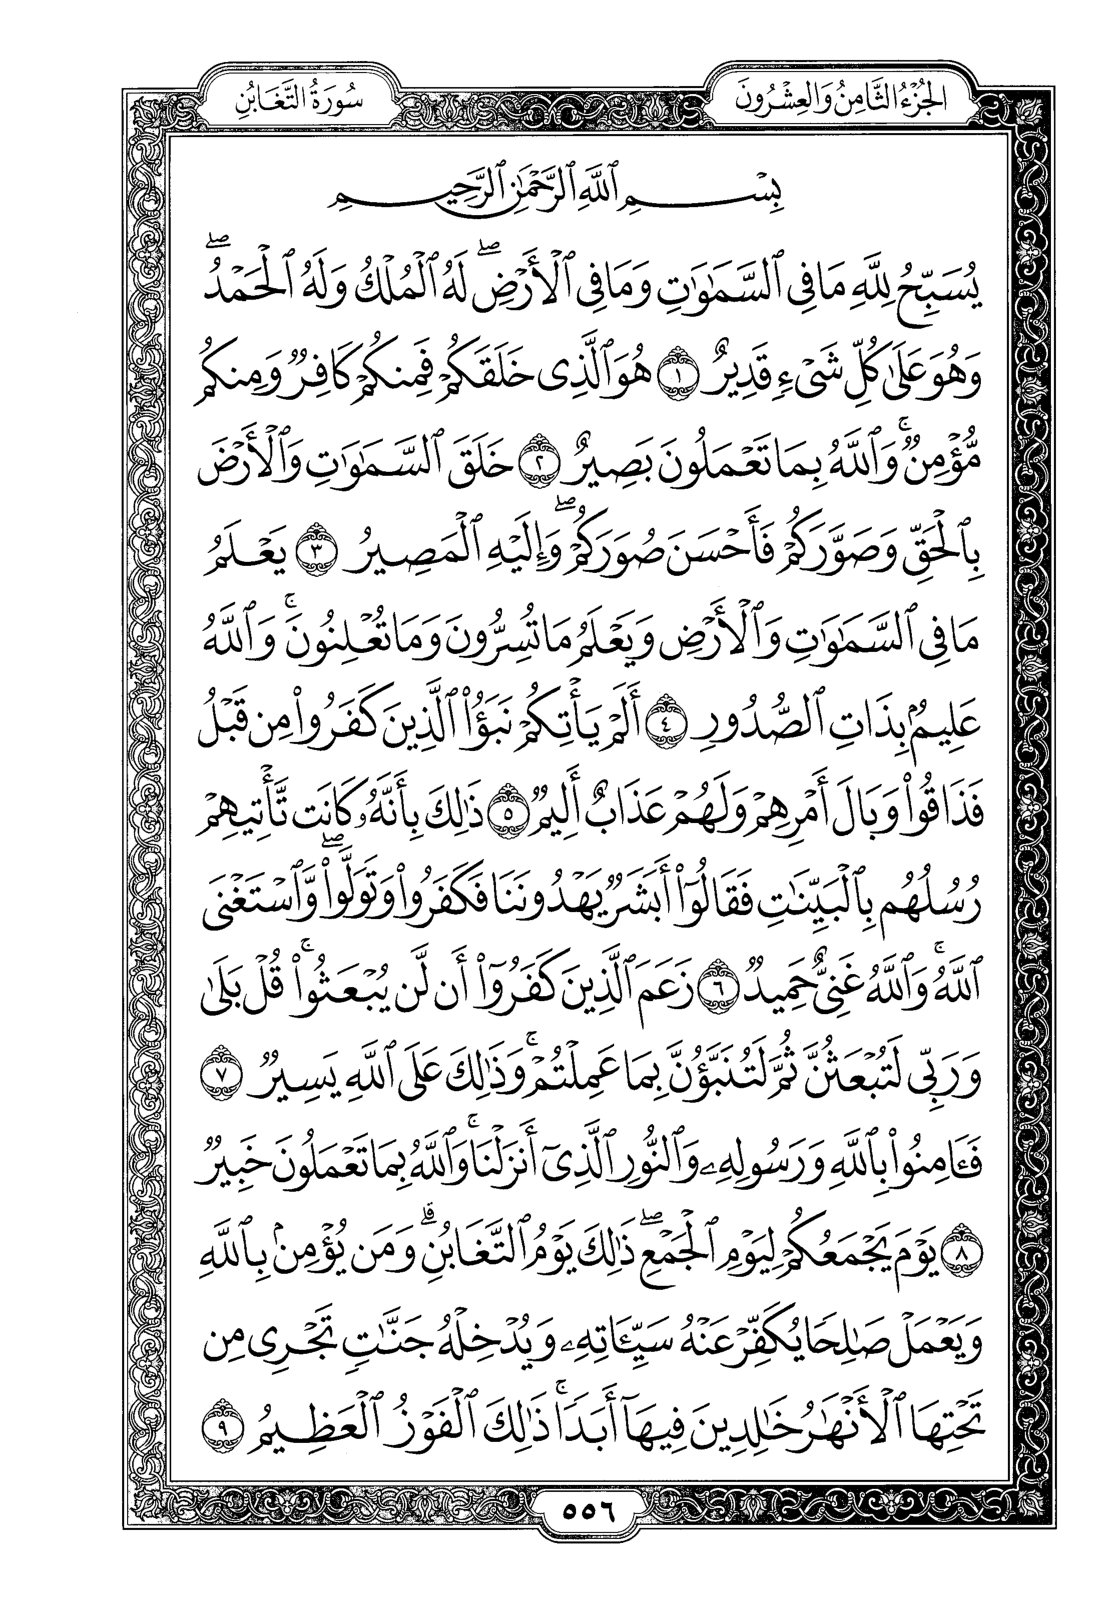 الجُزْءُ الثَّامِنُ وَالعِشْرُونَ
سُورَةُ التَّغَابُنِ
بِسْمِ ٱللَّهِ ٱلرَّحْمَٰنِ ٱلرَّحِيمِ
يُسَبِّحُ لِلَّهِ مَا فِي ٱلسَّمَٰوَٰتِ وَمَا فِي ٱلْأَرْضِۖ لَهُ ٱلْمُلْكُ وَلَهُ ٱلْحَمْدُۖ
وَهُوَ عَلَىٰ كُلِّ شَىْءٍ قَدِيرٌ ١ هُوَ ٱلَّذِى خَلَقَكُمْ فَمِنكُمْ كَافِرٌ وَمِنكُم
مُّؤْمِنٌۚ وَٱللَّهُ بِمَا تَعْمَلُونَ بَصِيرٌ ٢ خَلَقَ ٱلسَّمَٰوَٰتِ وَٱلْأَرْضَ
بِٱلْحَقِّ وَصَوَّرَكُمْ فَأَحْسَنَ صُوَرَكُمْۖ وَإِلَيْهِ ٱلْمَصِيرُ ٣ يَعْلَمُ
مَا فِي ٱلسَّمَٰوَٰتِ وَٱلْأَرْضِ وَيَعْلَمُ مَا تُسِرُّونَ وَمَا تُعْلِنُونَۚ وَٱللَّهُ
عَلِيمٌۢ بِذَاتِ ٱلصُّدُورِ ٤ أَلَمْ يَأْتِكُمْ نَبَؤُا۟ ٱلَّذِينَ كَفَرُوا۟ مِن قَبْلُ
فَذَاقُوا۟ وَبَالَ أَمْرِهِمْ وَلَهُمْ عَذَابٌ أَلِيمٌ ٥ ذَٰلِكَ بِأَنَّهُۥ كَانَت تَّأْتِيهِمْ
رُسُلُهُم بِٱلْبَيِّنَٰتِ فَقَالُوٓا۟ أَبَشَرٌ يَهْدُونَنَا فَكَفَرُوا۟ وَتَوَلَّوا۟ۖ وَّٱسْتَغْنَى
ٱللَّهُۚ وَٱللَّهُ غَنِىٌّ حَمِيدٌ ٦ زَعَمَ ٱلَّذِينَ كَفَرُوٓا۟ أَن لَّن يُبْعَثُوا۟ۚ قُلْ بَلَىٰ
وَرَبِّى لَتُبْعَثُنَّ ثُمَّ لَتُنَبَّؤُنَّ بِمَا عَمِلْتُمْۚ وَذَٰلِكَ عَلَى ٱللَّهِ يَسِيرٌ ٧
فَـَٔامِنُوا۟ بِٱللَّهِ وَرَسُولِهِۦ وَٱلنُّورِ ٱلَّذِىٓ أَنزَلْنَاۚ وَٱللَّهُ بِمَا تَعْمَلُونَ خَبِيرٌ
٨ يَوْمَ يَجْمَعُكُمْ لِيَوْمِ ٱلْجَمْعِۖ ذَٰلِكَ يَوْمُ ٱلتَّغَابُنِۗ وَمَن يُؤْمِنۢ بِٱللَّهِ
وَيَعْمَلْ صَٰلِحًا يُكَفِّرْ عَنْهُ سَيِّـَٔاتِهِۦ وَيُدْخِلْهُ جَنَّٰتٍ تَجْرِى مِن
تَحْتِهَا ٱلْأَنْهَٰرُ خَٰلِدِينَ فِيهَآ أَبَدًاۚ ذَٰلِكَ ٱلْفَوْزُ ٱلْعَظِيمُ ٩
٥٥٦